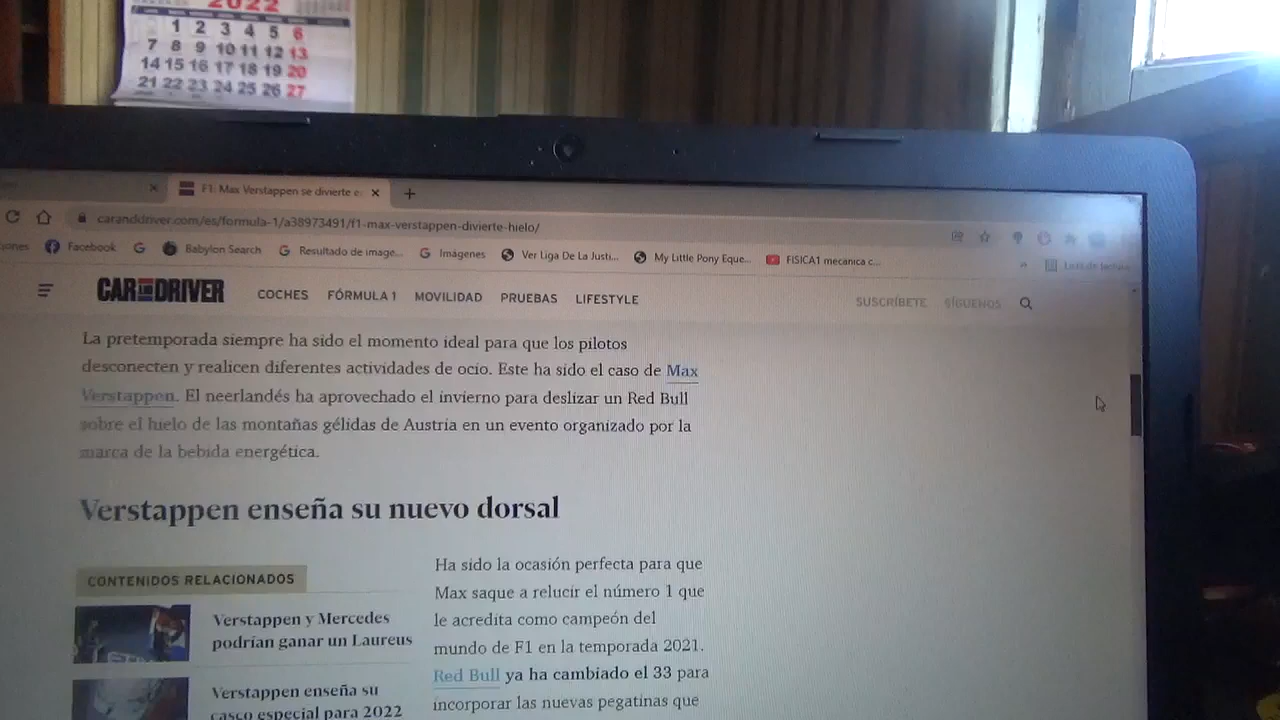 2022
1 2 3 4 5 6
7 8 9 10 11 12 13
14 15 16 17 18 19 20
21 22 23 24 25 26 27
F1: Max Verstappen se divierte e
caranddriver.com/es/formula-1/a38973491/f1-max-verstappen-divierte-hielo/
Facebook
Babylon Search
Resultado de image...
Imágenes
Ver Liga De La Justi...
My Little Pony Eque...
FISICA1 mecanica c...
Lista de lectura
CAR AND DRIVER
COCHES FÓRMULA 1 MOVILIDAD PRUEBAS LIFESTYLE
SUSCRÍBETE SÍGUENOS
La pretemporada siempre ha sido el momento ideal para que los pilotos
desconecten y realicen diferentes actividades de ocio. Este ha sido el caso de Max
Verstappen. El neerlandés ha aprovechado el invierno para deslizar un Red Bull
sobre el hielo de las montañas gélidas de Austria en un evento organizado por la
marca de la bebida energética.
Verstappen enseña su nuevo dorsal
CONTENIDOS RELACIONADOS
Verstappen y Mercedes
podrían ganar un Laureus
Verstappen enseña su
casco especial para 2022
Ha sido la ocasión perfecta para que
Max saque a relucir el número 1 que
le acredita como campeón del
mundo de F1 en la temporada 2021.
Red Bull ya ha cambiado el 33 para
incorporar las nuevas pegatinas que